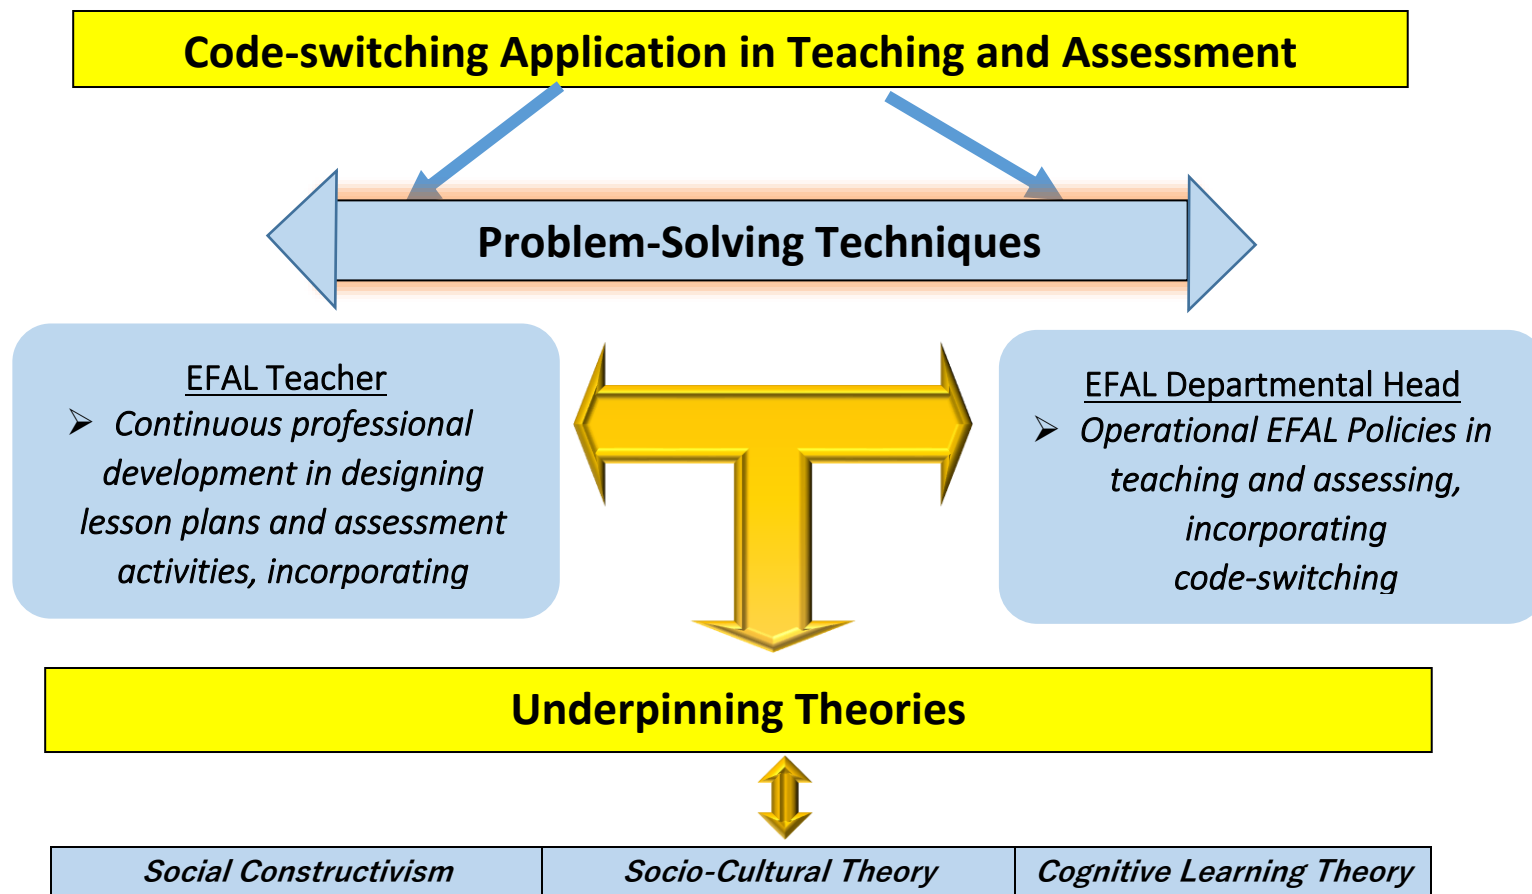 Code-switching Application in Teaching and Assessment
Problem-Solving Techniques
EFAL Teacher
➢ Continuous professional
development in designing
lesson plans and assessment
activities, incorporating
EFAL Departmental Head
➢ Operational EFAL Policies in
teaching and assessing,
incorporating
code-switching
Underpinning Theories
Social Constructivism
Socio-Cultural Theory
Cognitive Learning Theory